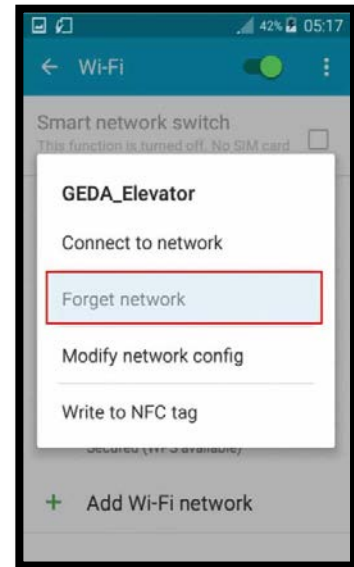 42% 05:17
Wi-Fi
Smart network switch
This function is turned off. No SIM card
GEDA_Elevator
Connect to network
Forget network
Modify network config
Write to NFC tag
Secured (WPS available)
Add Wi-Fi network